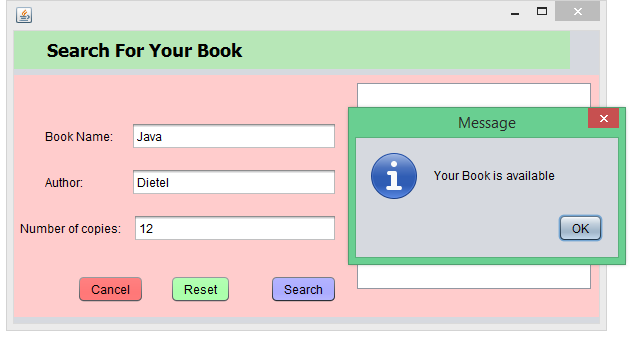 Search For Your Book
Book Name: Java
Author: Dietel
Number of copies: 12
Cancel Reset Search
Message
Your Book is available
OK